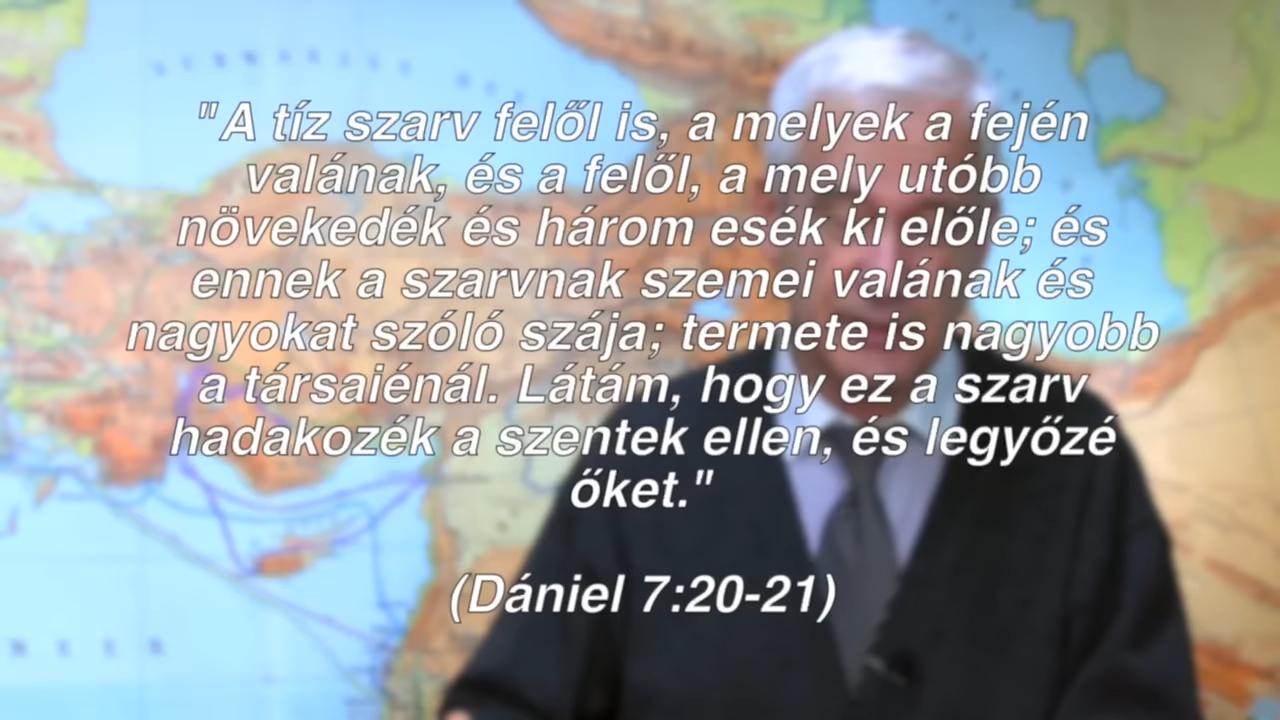 "A tíz szarv felől is, a melyek a fején
valának, és a felől, a mely utóbb
növekedék és három esék ki előle; és
ennek a szarvnak szemei valának és
nagyokat szóló szája; termete is nagyobb
a társaiénál. Látám, hogy ez a szarv
hadakozék a szentek ellen, és legyőzé
őket."
(Dániel 7:20-21)